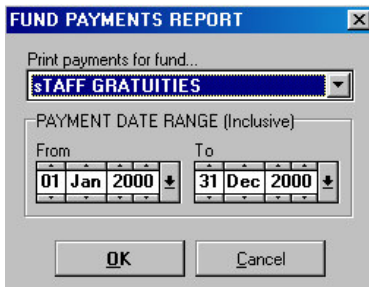 FUND PAYMENTS REPORT
Print payments for fund...
sTAFF GRATUITIES
PAYMENT DATE RANGE (Inclusive)
From To
01 Jan 2000 31 Dec 2000
OK Cancel